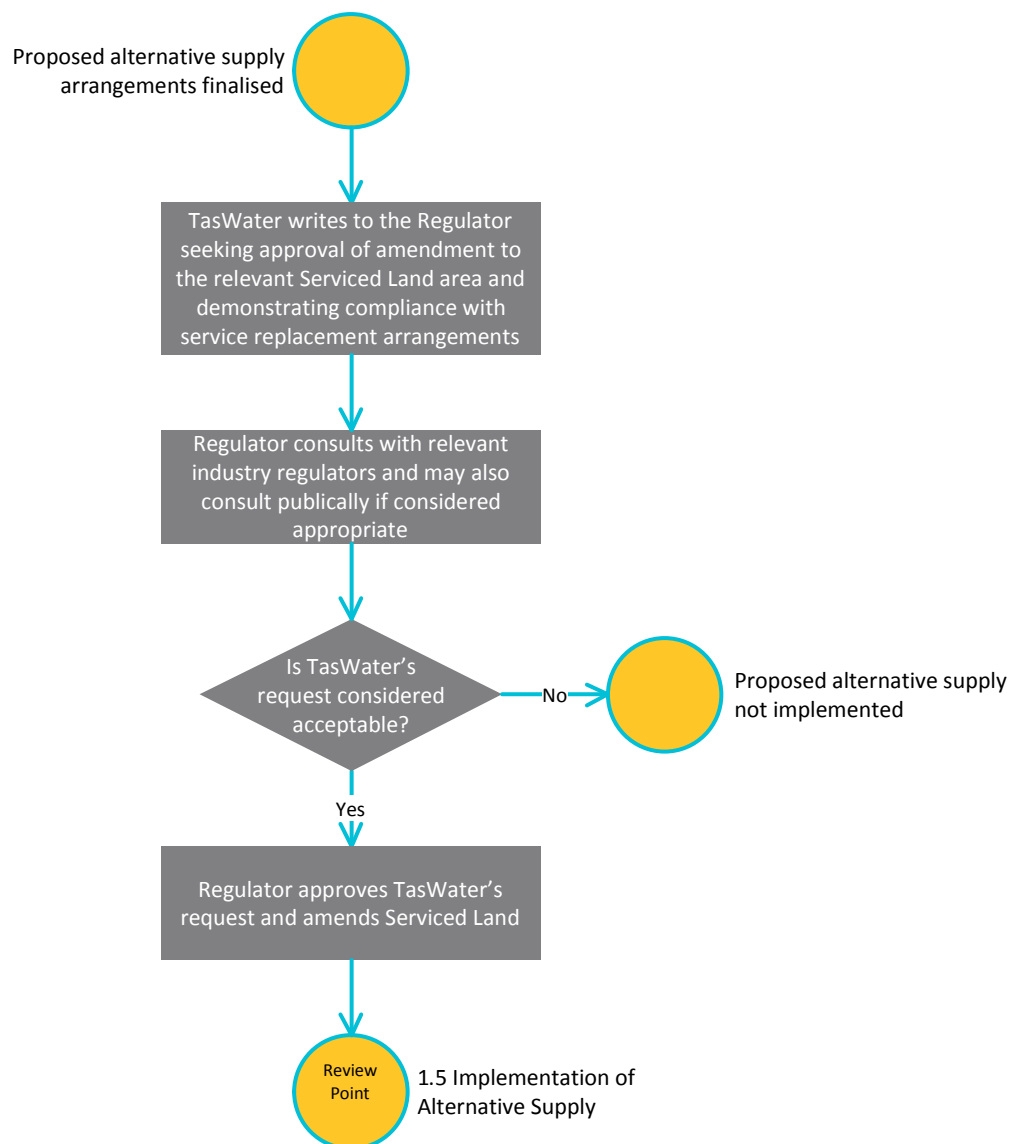 Proposed alternative supply
arrangements finalised
TasWater writes to the Regulator
seeking approval of amendment to
the relevant Serviced Land area and
demonstrating compliance with
service replacement arrangements
Regulator consults with relevant
industry regulators and may also
consult publically if considered
appropriate
Is TasWater’s
request considered
acceptable?
No
Proposed alternative supply
not implemented
Yes
Regulator approves TasWater’s
request and amends Serviced Land
Review
Point
1.5 Implementation of
Alternative Supply